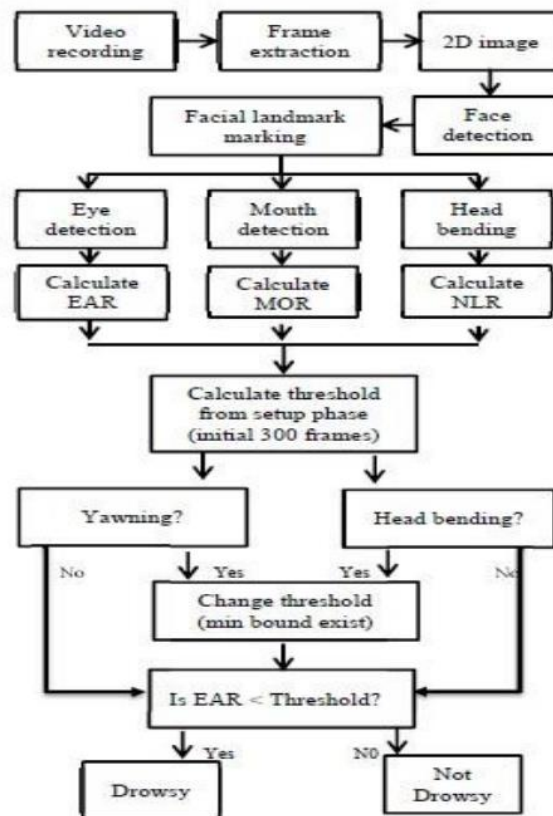 Video
recording
Frame
extraction
2D image
Facial landmark
marking
Face
detection
Eye
detection
Mouth
detection
Head
bending
Calculate
EAR
Calculate
MOR
Calculate
NLR
Calculate threshold
from setup phase
(initial 300 frames)
Yawning?
Head bending?
No
Yes
Yes
No
Change threshold
(min bound exist)
Is EAR < Threshold?
Yes
N0
Drowsy
Not
Drowsy